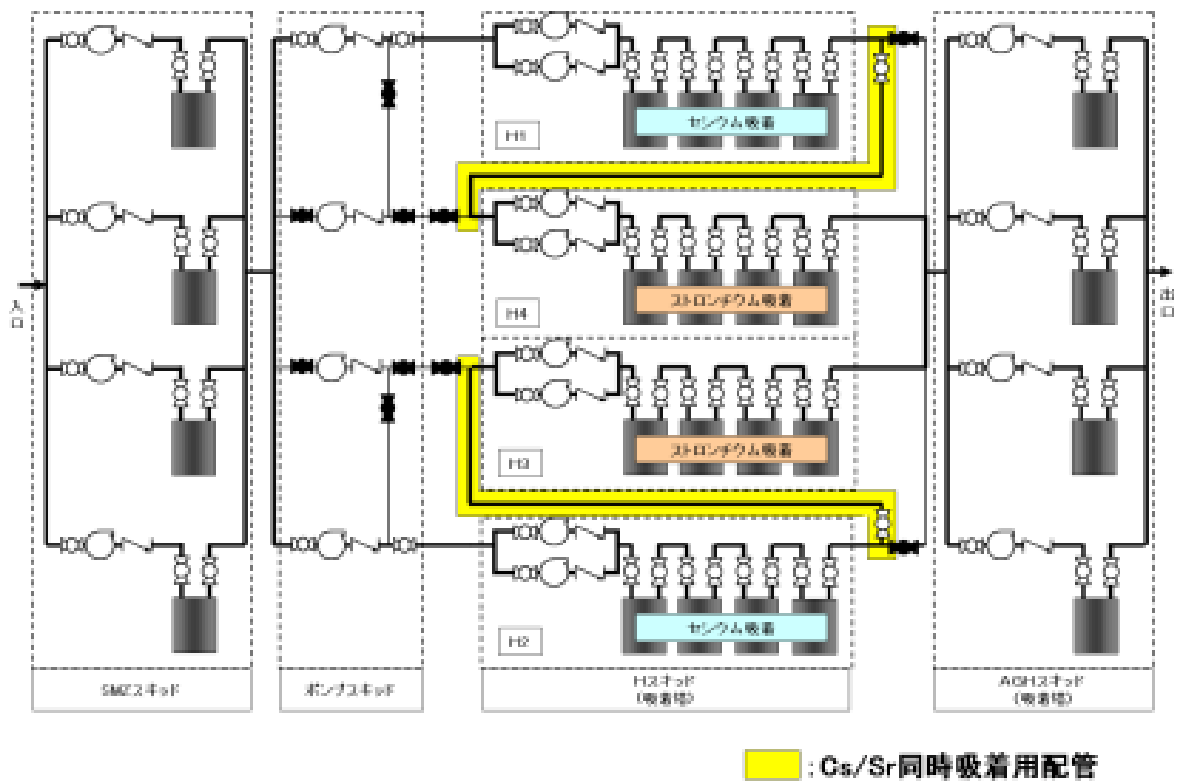 H1
セシウム吸着
H4
ストロンチウム吸着
入口
出口
H3
ストロンチウム吸着
H2
セシウム吸着
SMZスキッド
ポンプスキッド
Hスキッド
(吸着塔)
AGHスキッド
(吸着塔)
:Cs/Sr同時吸着用配管